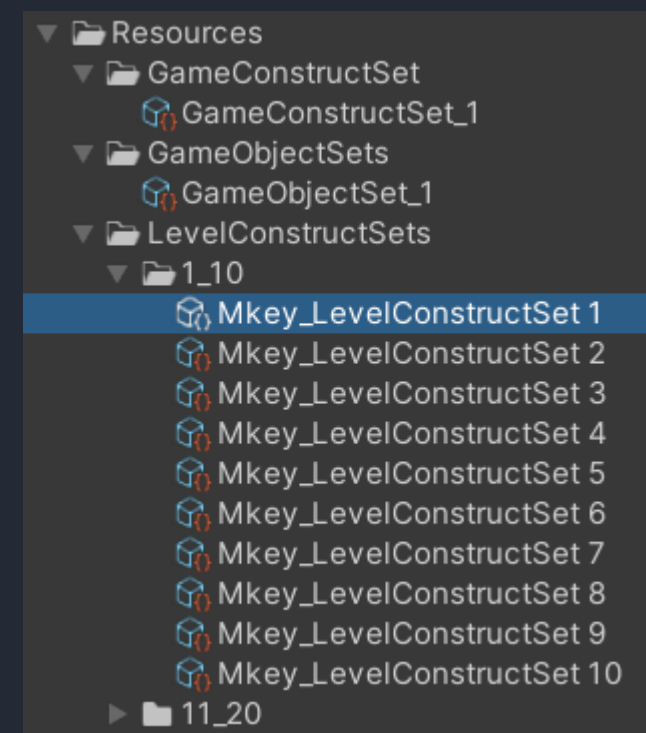 Resources
GameConstructSet
GameConstructSet_1
GameObjectSets
GameObjectSet_1
LevelConstructSets
1_10
Mkey_LevelConstructSet 1
Mkey_LevelConstructSet 2
Mkey_LevelConstructSet 3
Mkey_LevelConstructSet 4
Mkey_LevelConstructSet 5
Mkey_LevelConstructSet 6
Mkey_LevelConstructSet 7
Mkey_LevelConstructSet 8
Mkey_LevelConstructSet 9
Mkey_LevelConstructSet 10
11_20